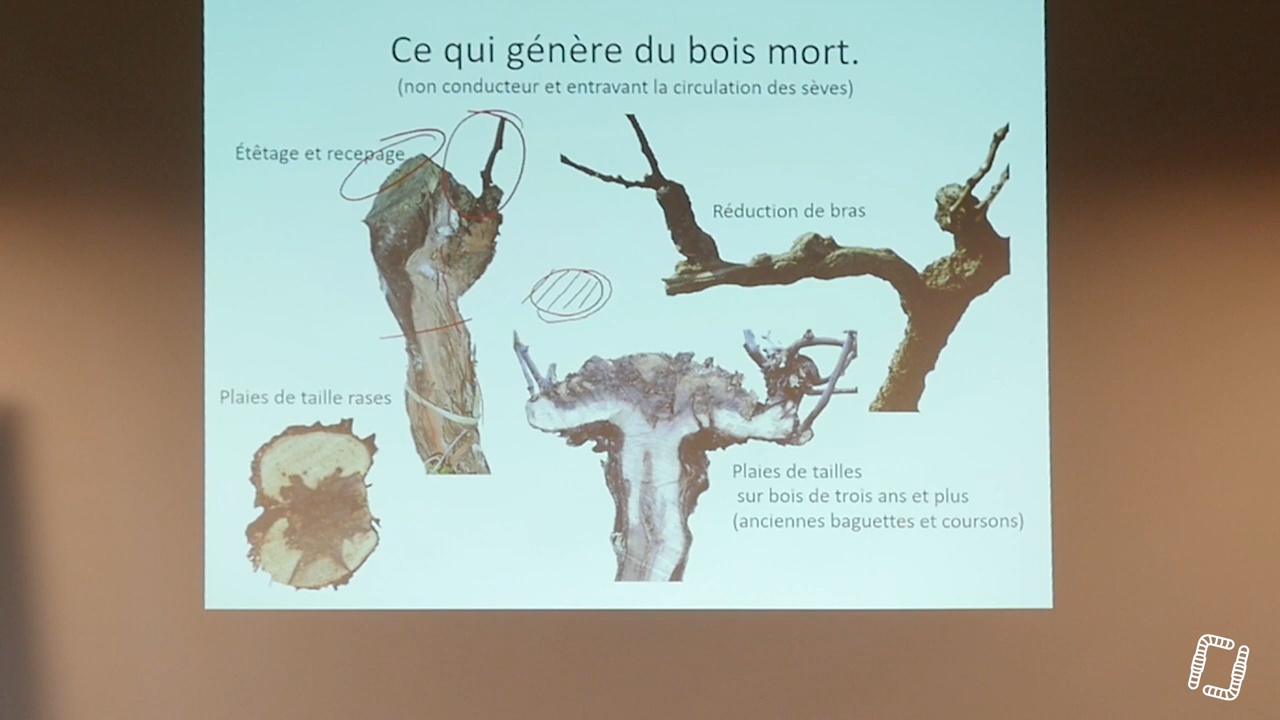 Ce qui génère du bois mort.
(non conducteur et entravant la circulation des sèves)
Étêtage et recepage
Réduction de bras
Plaies de taille rases
Plaies de tailles
sur bois de trois ans et plus
(anciennes baguettes et coursons)